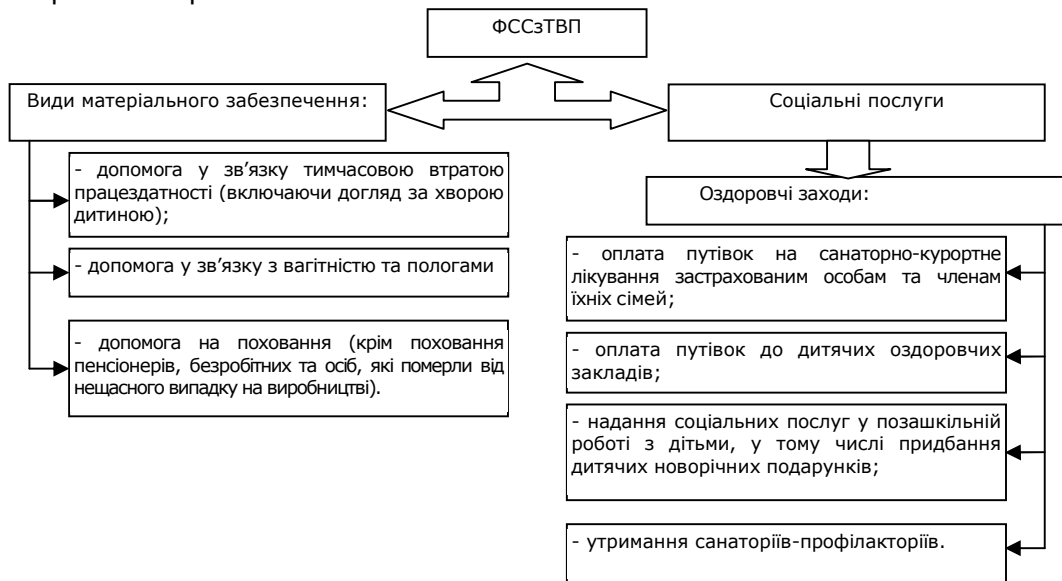 ФССзТВП
Види матеріального забезпечення:
- допомога у зв’язку тимчасовою втратою
працездатності (включаючи догляд за хворою
дитиною);
- допомога у зв’язку з вагітністю та пологами
- допомога на поховання (крім поховання
пенсіонерів, безробітних та осіб, які померли від
нещасного випадку на виробництві).
Соціальні послуги
Оздоровчі заходи:
- оплата путівок на санаторно-курортне
лікування застрахованим особам та членам
їхніх сімей;
- оплата путівок до дитячих оздоровчих
закладів;
- надання соціальних послуг у позашкільній
роботі з дітьми, у тому числі придбання
дитячих новорічних подарунків;
- утримання санаторіїв-профілакторіїв.